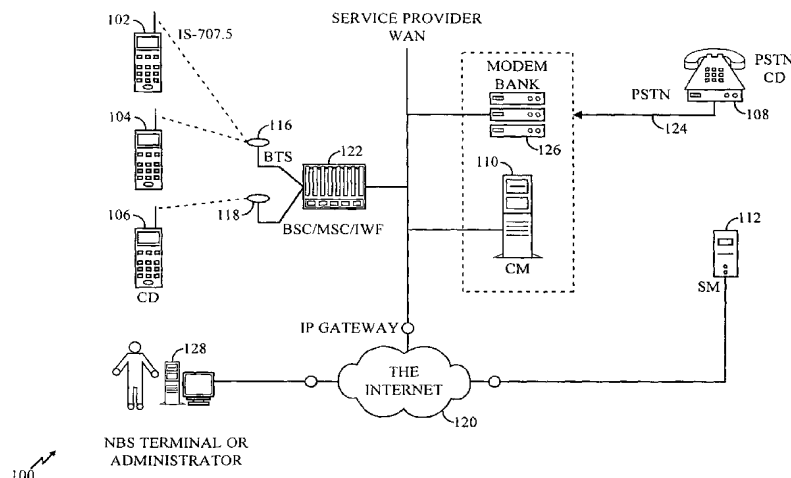 102
IS-707.5
SERVICE PROVIDER
WAN
MODEM
BANK
PSTN
CD
PSTN
108
124
126
104
116
BTS
122
110
106
118
BSC/MSC/IWF
CM
112
SM
CD
IP GATEWAY
128
THE
INTERNET
120
NBS TERMINAL OR
ADMINISTRATOR
100